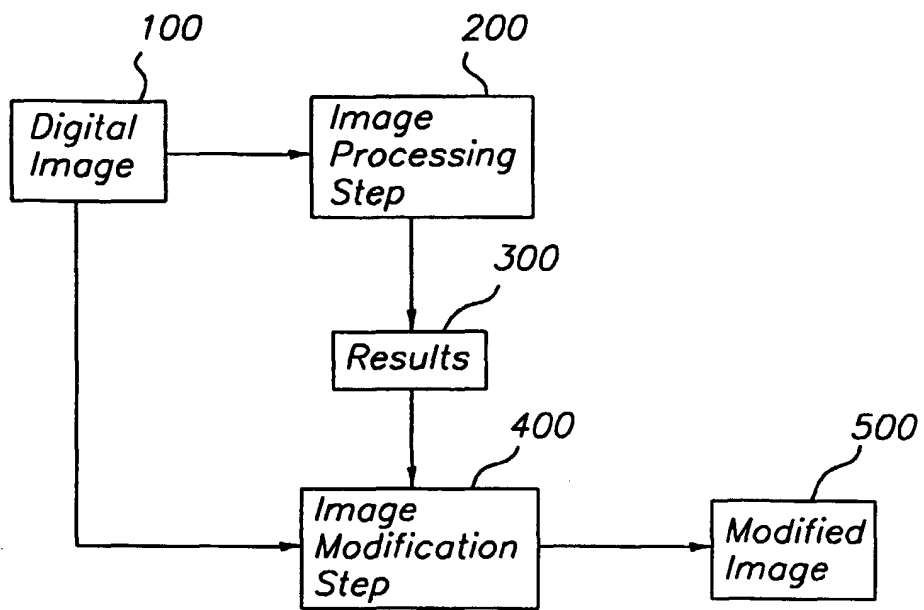 100
200
Digital
Image
Image
Processing
Step
300
Results
400
500
Image
Modification
Step
Modified
Image